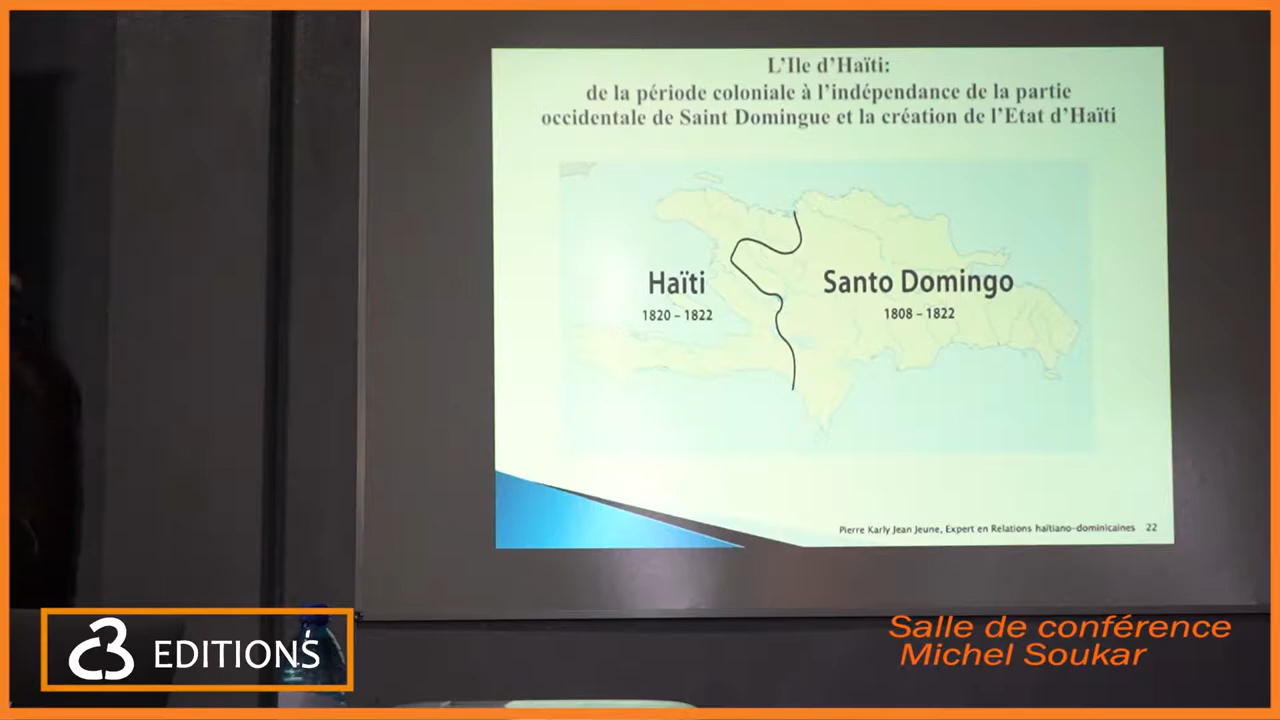 L'Ile d'Haïti:
de la période coloniale à l'indépendance de la partie
occidentale de Saint Domingue et la création de l'Etat d'Haïti
Haïti
1820 – 1822
Santo Domingo
1808 – 1822
Pierre Karly Jean Jeune, Expert en Relations haïtiano-dominicaines 22
C3 EDITIONS
Salle de conférence
Michel Soukar